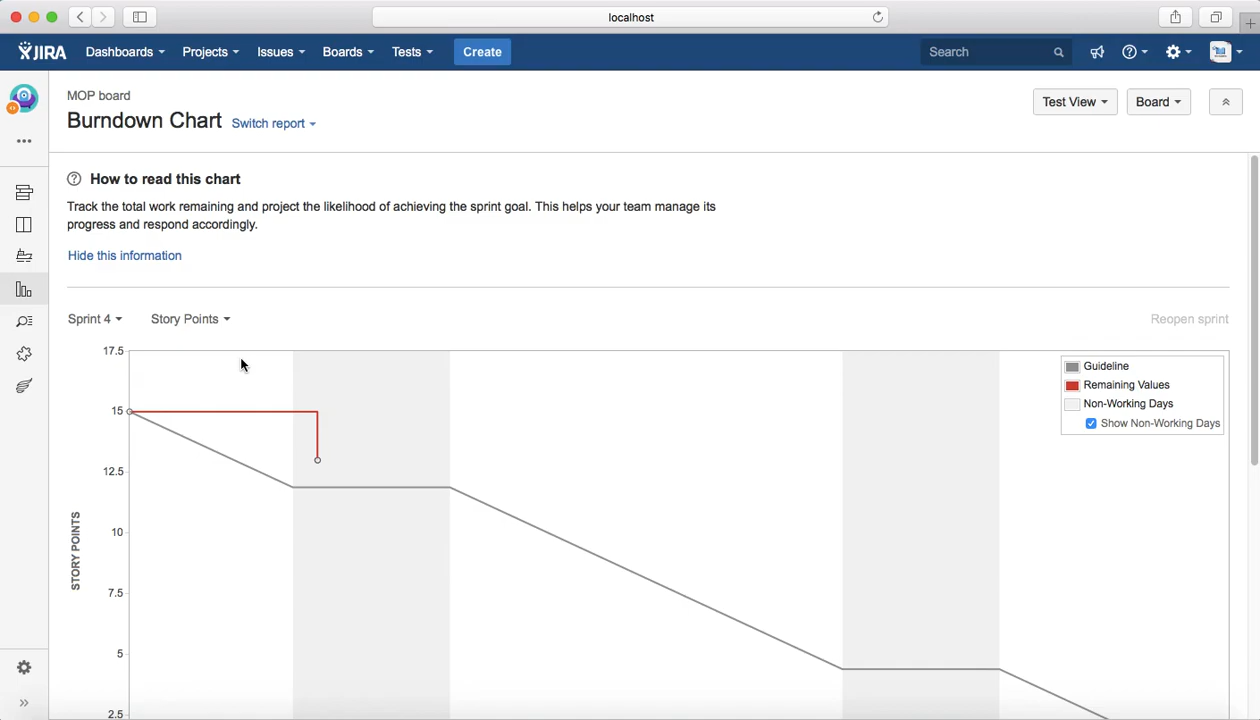 localhost
JIRA Dashboards Projects Issues Boards Tests Create Search
MOP board
Burndown Chart Switch report
Test View Board
How to read this chart
Track the total work remaining and project the likelihood of achieving the sprint goal. This helps your team manage its
progress and respond accordingly.
Hide this information
Sprint 4 Story Points Reopen sprint
17.5
15
12.5
10
7.5
5
2.5
STORY POINTS
Guideline
Remaining Values
Non-Working Days
Show Non-Working Days